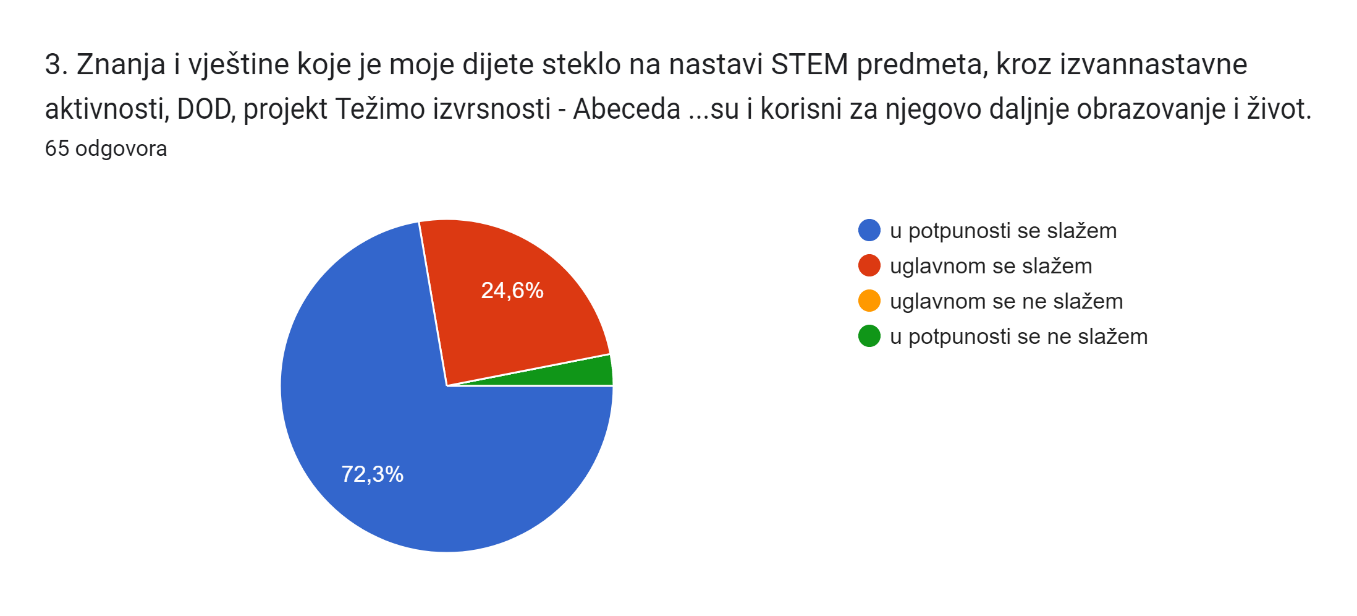 3. Znanja i vještine koje je moje dijete steklo na nastavi STEM predmeta, kroz izvannastavne
aktivnosti, DOD, projekt Težimo izvrsnosti - Abeceda ...su i korisni za njegovo daljnje obrazovanje i život.
65 odgovora
24,6%
72,3%
u potpunosti se slažem
uglavnom se slažem
uglavnom se ne slažem
u potpunosti se ne slažem